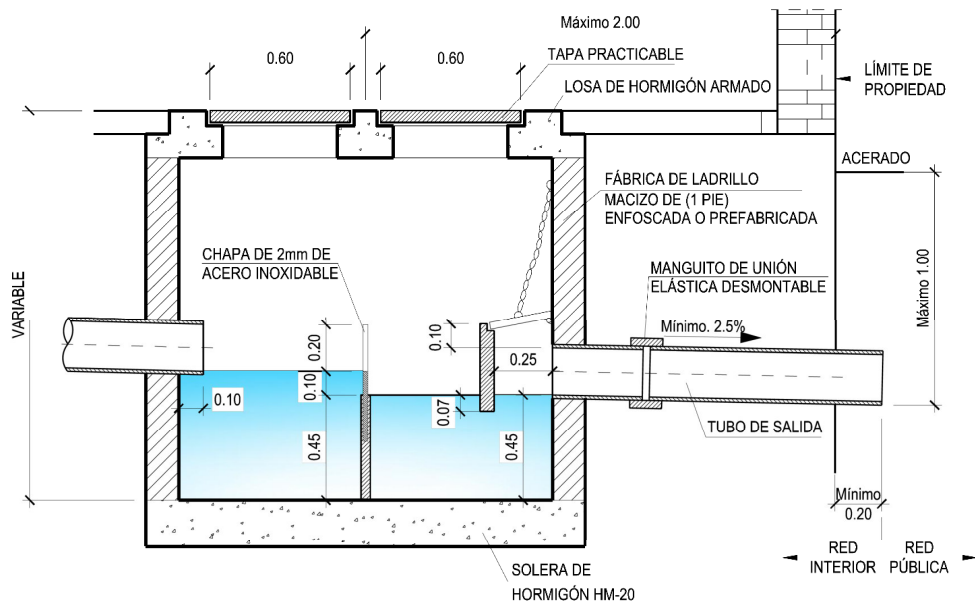 Máximo 2.00
0.60
0.60
TAPA PRACTICABLE
LOSA DE HORMIGÓN ARMADO
LÍMITE DE
PROPIEDAD
ACERADO
FÁBRICA DE LADRILLO
MACIZO DE (1 PIE)
ENFOSCADA O PREFABRICADA
CHAPA DE 2mm DE
ACERO INOXIDABLE
MANGUITO DE UNIÓN
ELÁSTICA DESMONTABLE
VARIABLE
Máximo 1.00
Mínimo. 2.5%
0.20
0.10
0.25
0.10
0.10
0.07
0.45
0.45
TUBO DE SALIDA
Mínimo
0.20
RED
INTERIOR
RED
PÚBLICA
SOLERA DE
HORMIGÓN HM-20